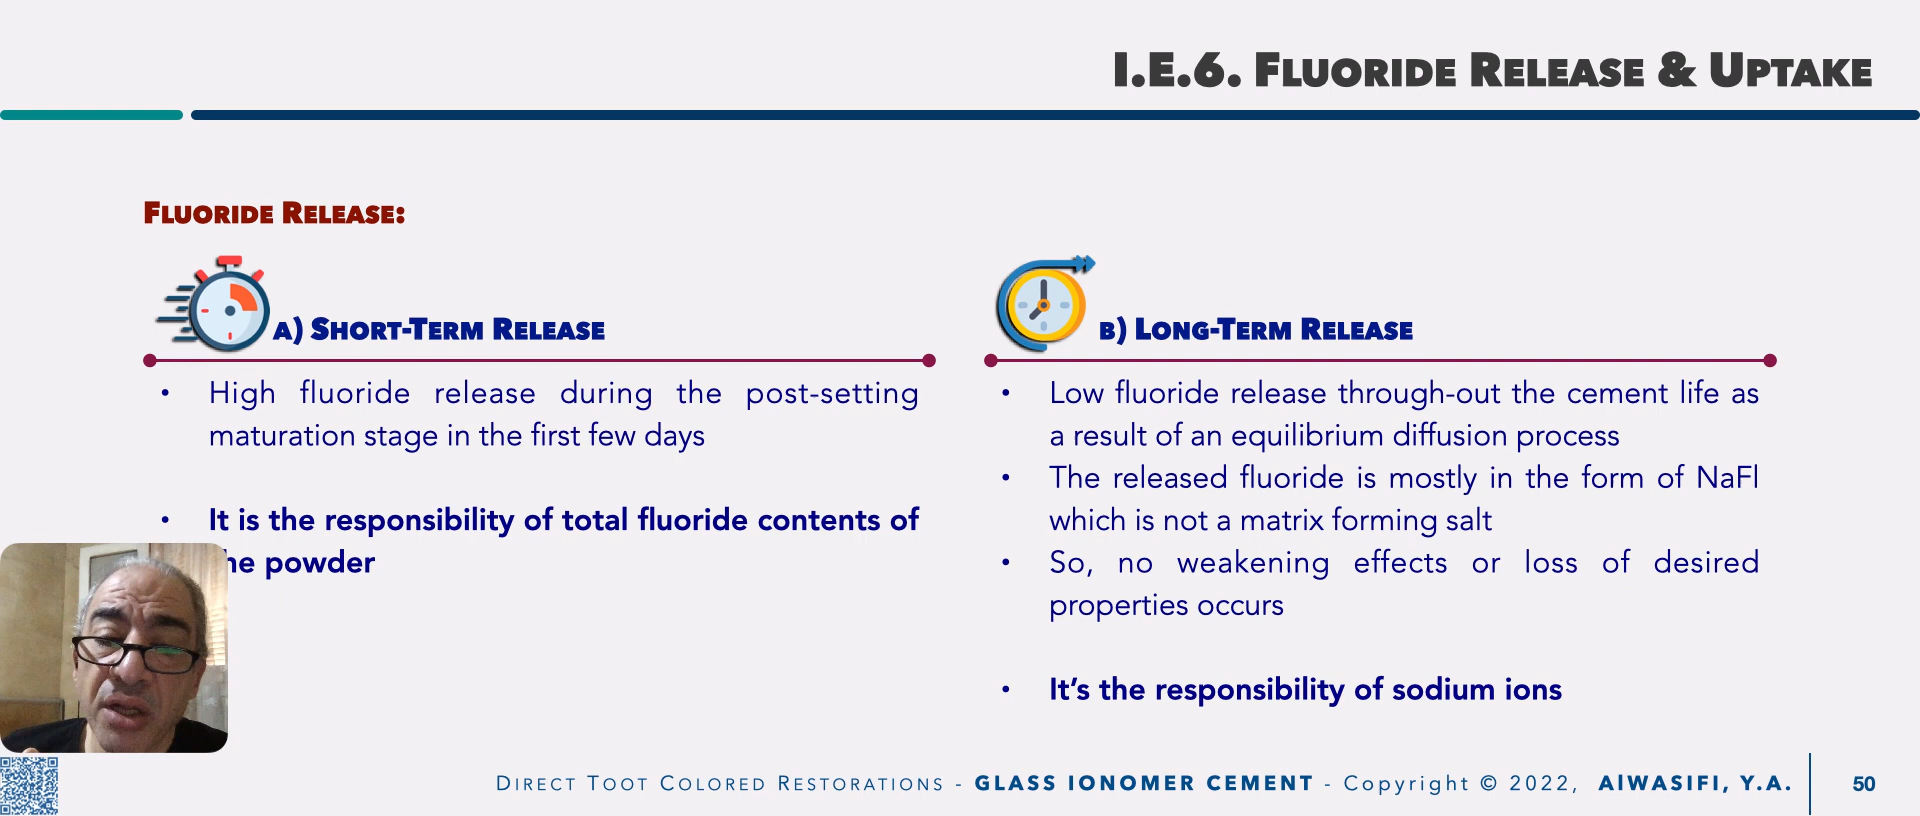 I.E.6. FLUORIDE RELEASE & UPTAKE
FLUORIDE RELEASE:
A) SHORT-TERM RELEASE
• High fluoride release during the post-setting
maturation stage in the first few days
• It is the responsibility of total fluoride contents of
he powder
B) LONG-TERM RELEASE
• Low fluoride release through-out the cement life as
a result of an equilibrium diffusion process
• The released fluoride is mostly in the form of NaFl
which is not a matrix forming salt
• So, no weakening effects or loss of desired
properties occurs
• It's the responsibility of sodium ions
DIRECT TOOT COLORED RESTORATIONS - GLASS IONOMER CEMENT - Copyright © 2022, AlWASIFI, Y.A. 50